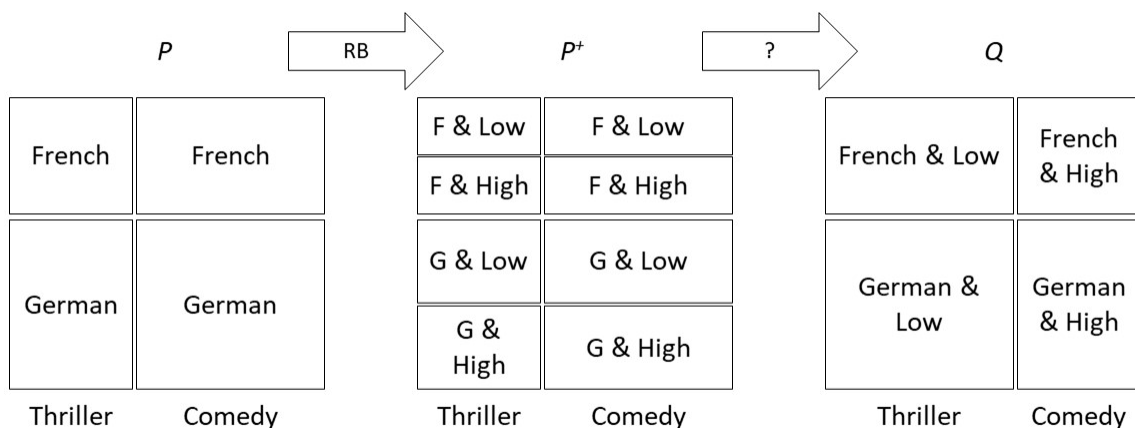 P
RB
P+
?
Q
French
French
F & Low
F & Low
French & Low
French
& High
F & High
F & High
German
German
G & Low
G & Low
German &
Low
German
& High
G &
High
G & High
Thriller
Comedy
Thriller
Comedy
Thriller
Comedy